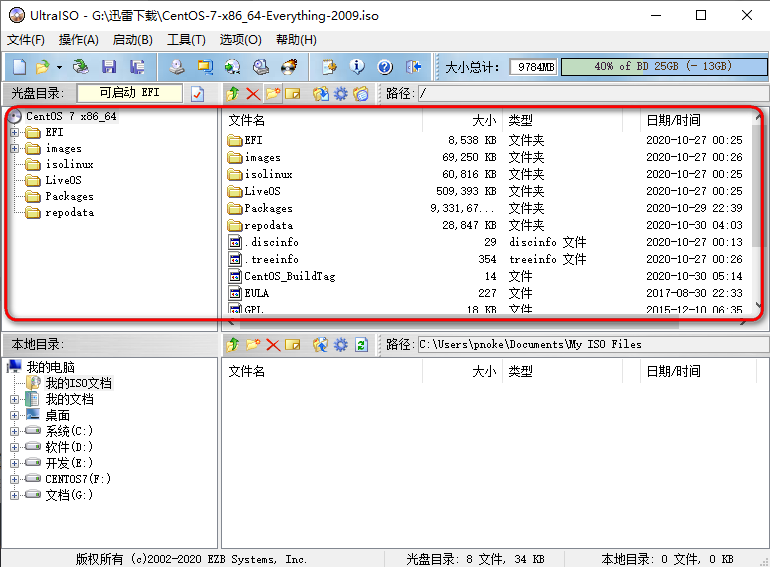 UltraISO - G:\迅雷下载\CentOS-7-x86_64-Everything-2009.iso
文件(F) 操作(A) 启动(B) 工具(T) 选项(O) 帮助(H)
大小总计: 9784MB 40% of BD 25GB (- 13GB)
光盘目录: 可启动 EFI 路径: /
CentOS 7 x86_64
EFI
images
isolinux
LiveOS
Packages
repodata
文件名 大小 类型 日期/时间
EFI 8,538 KB 文件夹 2020-10-27 00:25
images 69,250 KB 文件夹 2020-10-27 00:26
isolinux 60,816 KB 文件夹 2020-10-27 00:25
LiveOS 509,393 KB 文件夹 2020-10-27 00:25
Packages 9,331,67... 文件夹 2020-10-29 22:39
repodata 28,847 KB 文件夹 2020-10-30 04:03
.discinfo 29 discinfo 文件 2020-10-27 00:13
.treeinfo 354 treeinfo 文件 2020-10-27 00:26
CentOS_BuildTag 14 文件 2020-10-30 05:14
EULA 227 文件 2017-08-30 22:33
GPL 18 KB 文件 2015-12-10 06:35
本地目录: 路径: C:\Users\pnoke\Documents\My ISO Files
我的电脑
我的ISO文档
我的文档
桌面
系统(C:)
软件(D:)
开发(E:)
CENTOS7(F:)
文档(G:)
文件名 大小 类型 日期/时间
版权所有 (c)2002-2020 EZB Systems, Inc. 光盘目录: 8 文件, 34 KB 本地目录: 0 文件, 0 KB